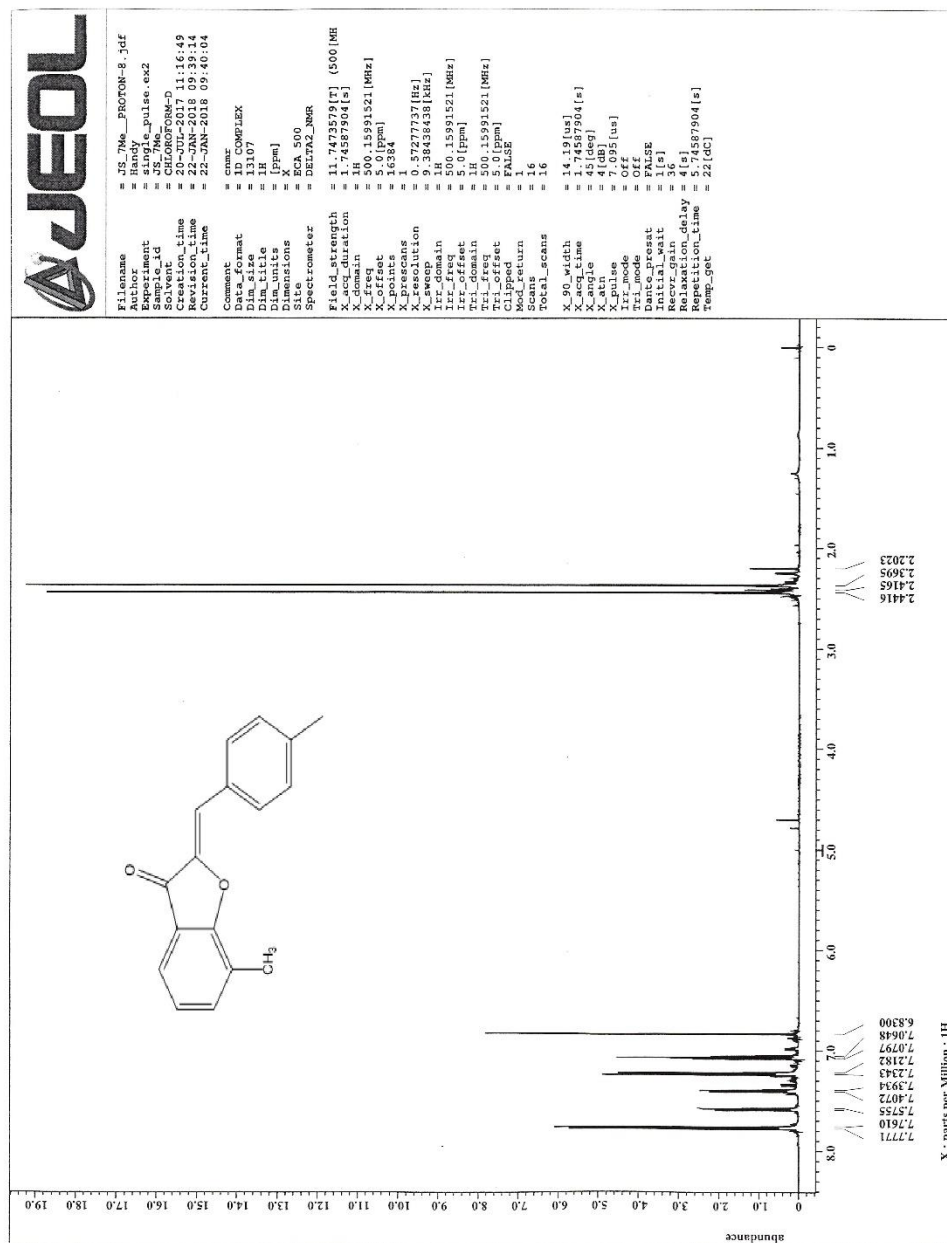 JEOL
Filename = JS_7Me__PROTON-8.jdf
Author = Handy
Experiment = single_pulse.ex2
Sample_id = JS_7Me_
Solvent = CHLOROFORM-D
Creation_time = 20-JUL-2017 11:16:49
Revision_time = 22-JAN-2018 09:39:14
Current_time = 22-JAN-2018 09:40:04
Comment = cnmr
Data_format = 1D COMPLEX
Dim_size = 13107
Dim_title = 1H
Dim_units = [ppm]
Dimensions = X
Site = ECA 500
Spectrometer = DELTA2_NMR
Field_strength = 11.7473579[T] (500[MH
X_acq_duration = 1.74587904[s]
X_domain = 1H
X_freq = 500.15991521[MHz]
X_offset = 5.0[ppm]
X_points = 16384
X_prescans = 1
X_resolution = 0.57277737[Hz]
X_sweep = 9.38438438[kHz]
Irr_domain = 1H
Irr_freq = 500.15991521[MHz]
Irr_offset = 5.0[ppm]
Tri_domain = 1H
Tri_freq = 500.15991521[MHz]
Tri_offset = 5.0[ppm]
Clipped = FALSE
Mod_return = 1
Scans = 16
Total_scans = 16
X_90_width = 14.19[us]
X_acq_time = 1.74587904[s]
X_angle = 45[deg]
X_atn = 4[dB]
X_pulse = 7.095[us]
Irr_mode = Off
Tri_mode = Off
Dante_presat = FALSE
Initial_wait = 1[s]
Recvr_gain = 36
Relaxation_delay = 4[s]
Repetition_time = 5.74587904[s]
Temp_get = 22[dC]
O
O
CH₃
abundance
0 1.0 2.0 3.0 4.0 5.0 6.0 7.0 8.0 9.0 10.0 11.0 12.0 13.0 14.0 15.0 16.0 17.0 18.0 19.0
8.0 7.0 6.0 5.0 4.0 3.0 2.0 1.0 0
7.7771
7.7610
7.5755
7.4072
7.3934
7.2343
7.2182
7.0797
7.0648
6.8300
2.4416
2.4165
2.3695
2.2023
X : parts per Million : 1H